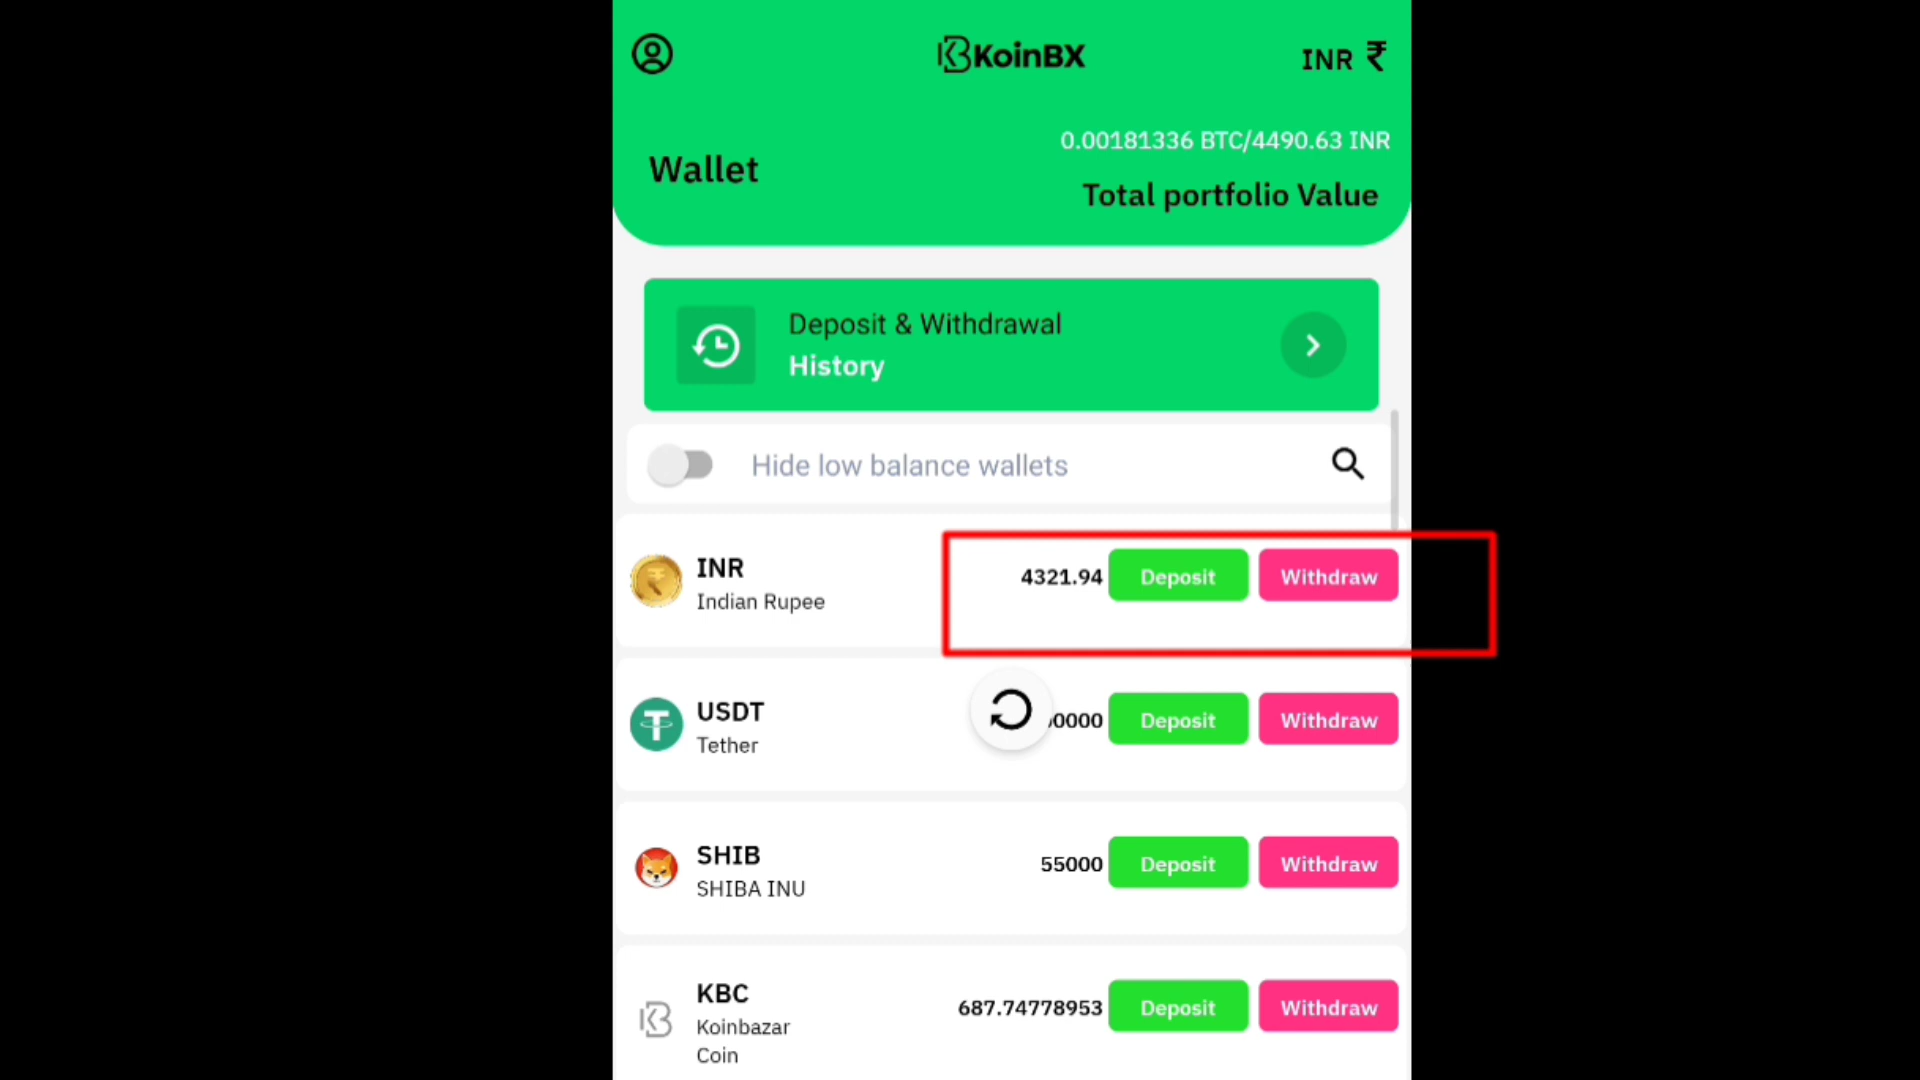 KoinBX
INR ₹
0.00181336 BTC/4490.63 INR
Wallet
Total portfolio Value
Deposit & Withdrawal
History
Hide low balance wallets
INR
4321.94 Deposit Withdraw
Indian Rupee
USDT
Deposit Withdraw
Tether
SHIB
55000 Deposit Withdraw
SHIBA INU
KBC
687.74778953 Deposit Withdraw
Koinbazar
Coin